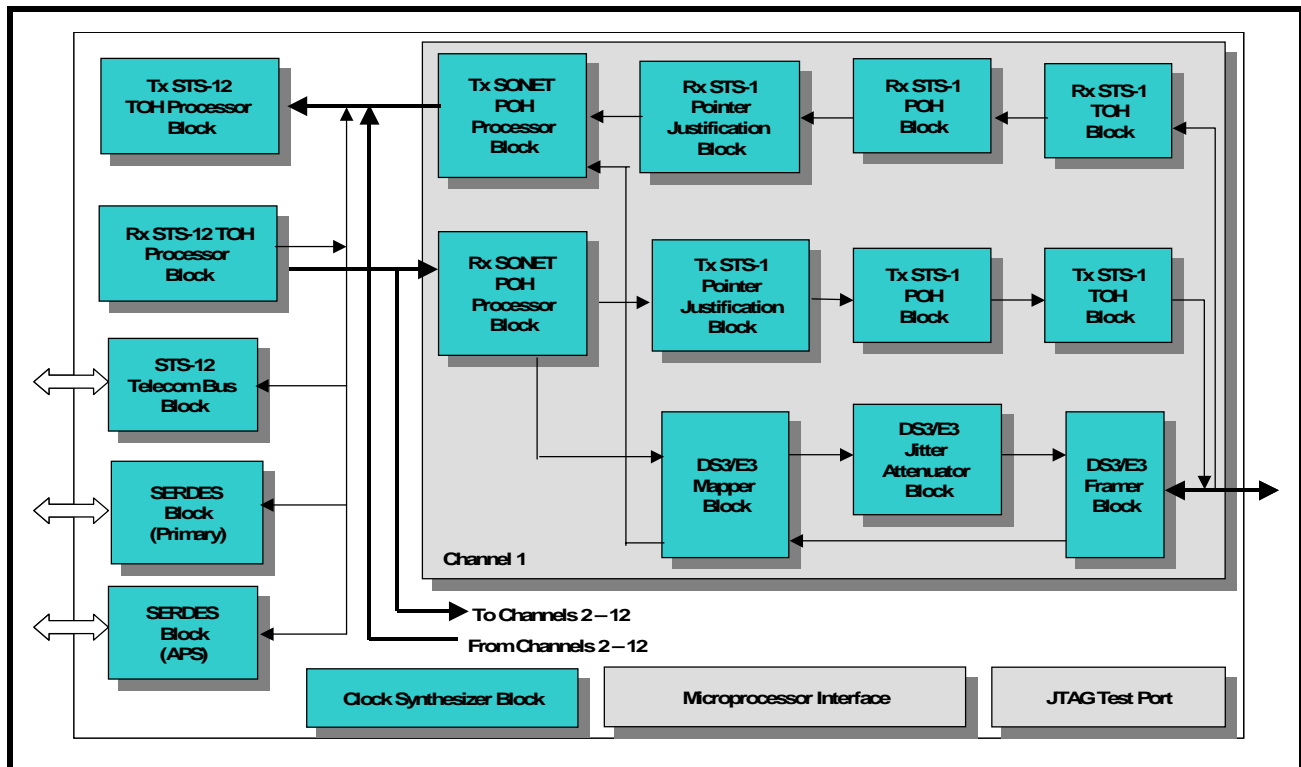 Tx STS-12
TOH Processor
Block
Tx SONET
POH
Processor
Block
Rx STS-1
Pointer
Justification
Block
Rx STS-1
POH
Block
Rx STS-1
TOH
Block
Rx STS-12 TOH
Processor
Block
Rx SONET
POH
Processor
Block
Tx STS-1
Pointer
Justification
Block
Tx STS-1
POH
Block
Tx STS-1
TOH
Block
STS-12
Telecom Bus
Block
DS3/E3
Mapper
Block
DS3/E3
Jitter
Attenuator
Block
DS3/E3
Framer
Block
SERDES
Block
(Primary)
Channel 1
SERDES
Block
(APS)
To Channels 2 – 12
From Channels 2 – 12
Clock Synthesizer Block
Microprocessor Interface
JTAG Test Port